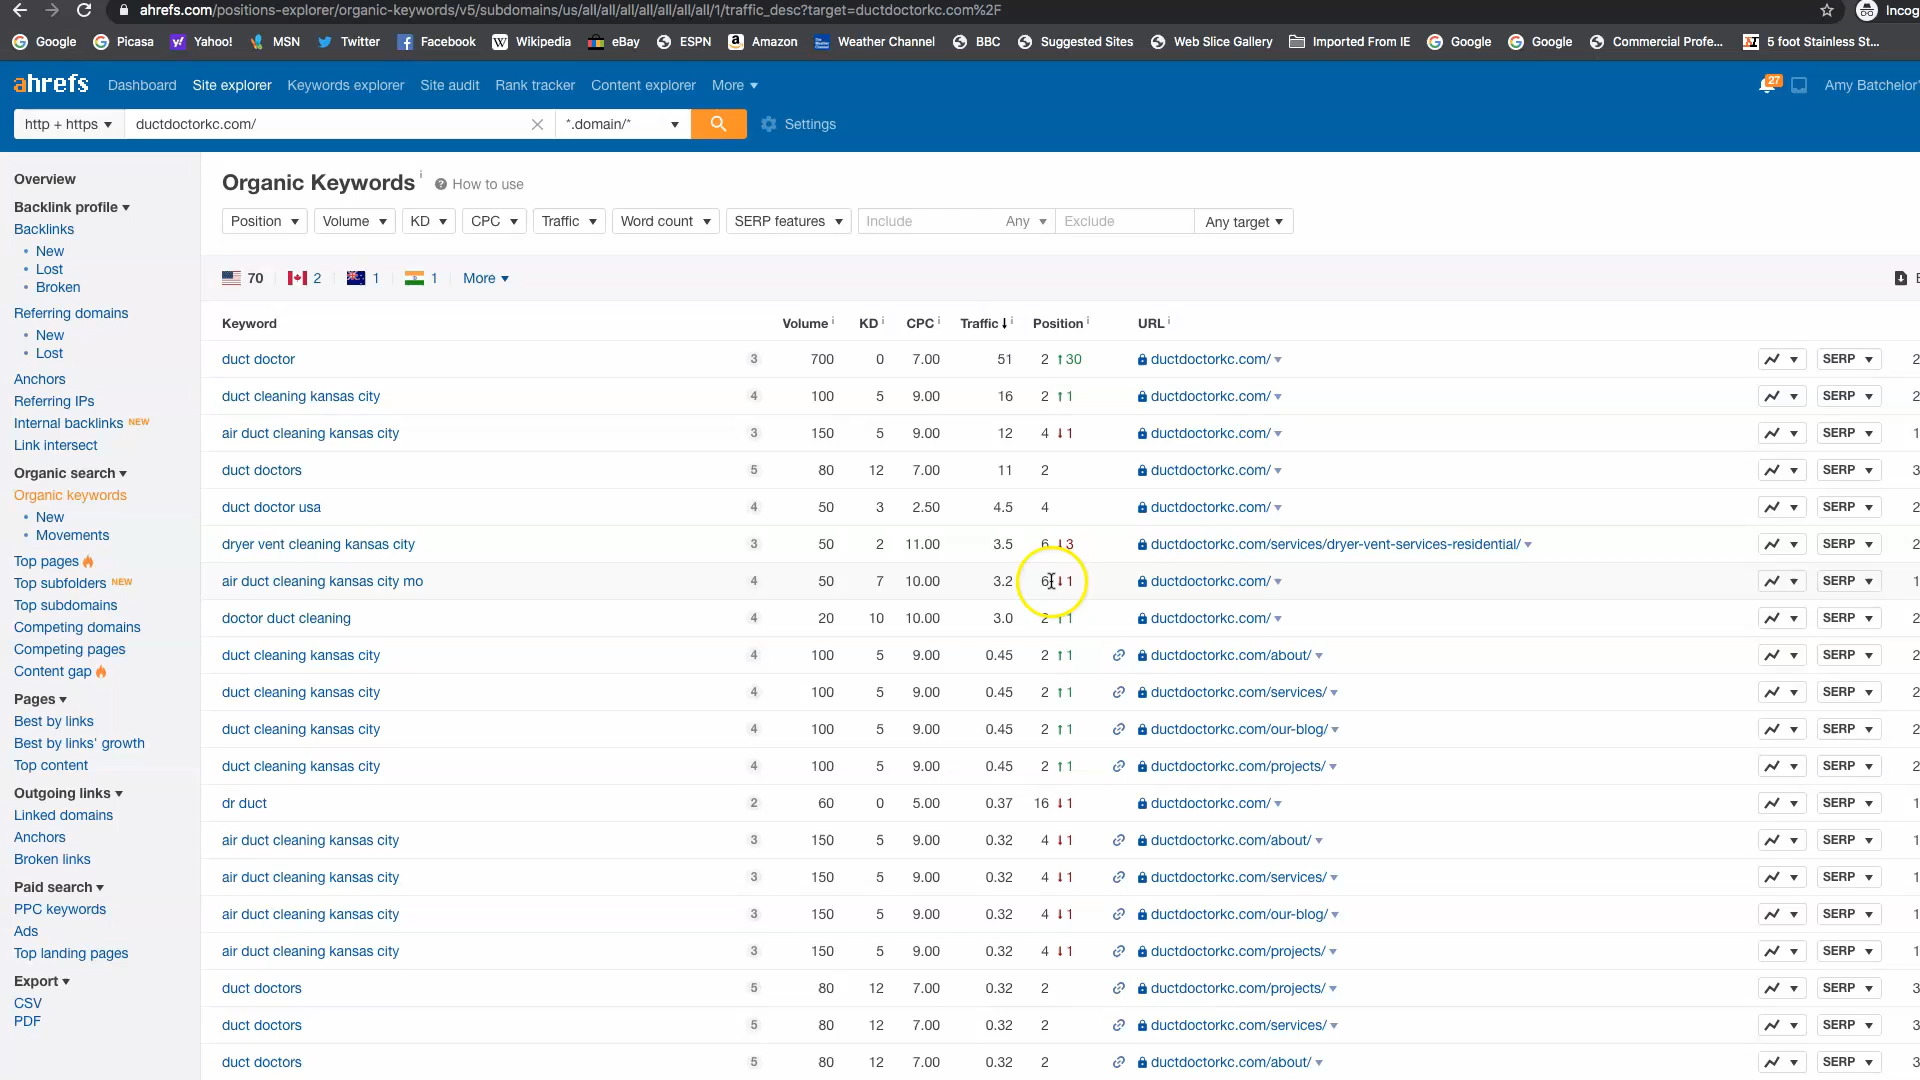 ahrefs.com/positions-explorer/organic-keywords/v5/subdomains/us/all/all/all/all/all/all/all/1/traffic_desc?target=ductdoctorkc.com%2F
Google Picasa Yahoo! MSN Twitter Facebook Wikipedia eBay ESPN Amazon Weather Channel BBC Suggested Sites Web Slice Gallery Imported From IE Google Google Commercial Profe... 5 foot Stainless St...
ahrefs Dashboard Site explorer Keywords explorer Site audit Rank tracker Content explorer More 27 Amy Batchelor
http + https ductdoctorkc.com/ *.domain/* Settings
Overview
Backlink profile
Backlinks
New
Lost
Broken
Referring domains
New
Lost
Anchors
Referring IPs
Internal backlinks NEW
Link intersect
Organic search
Organic keywords
New
Movements
Top pages
Top subfolders NEW
Top subdomains
Competing domains
Competing pages
Content gap
Pages
Best by links
Best by links' growth
Top content
Outgoing links
Linked domains
Anchors
Broken links
Paid search
PPC keywords
Ads
Top landing pages
Export
CSV
PDF
Organic Keywords i How to use
Position Volume KD CPC Traffic Word count SERP features Include Any Exclude Any target
70 2 1 1 More
Keyword Volume i KD i CPC i Traffic ↓ i Position i URL i
duct doctor 3 700 0 7.00 51 2 ↑30 ductdoctorkc.com/ SERP
duct cleaning kansas city 4 100 5 9.00 16 2 ↑1 ductdoctorkc.com/ SERP
air duct cleaning kansas city 3 150 5 9.00 12 4 ↓1 ductdoctorkc.com/ SERP
duct doctors 5 80 12 7.00 11 2 ductdoctorkc.com/ SERP
duct doctor usa 4 50 3 2.50 4.5 4 ductdoctorkc.com/ SERP
dryer vent cleaning kansas city 3 50 2 11.00 3.5 6 ↓3 ductdoctorkc.com/services/dryer-vent-services-residential/ SERP
air duct cleaning kansas city mo 4 50 7 10.00 3.2 6 ↓1 ductdoctorkc.com/ SERP
doctor duct cleaning 4 20 10 10.00 3.0 2 ↑1 ductdoctorkc.com/ SERP
duct cleaning kansas city 4 100 5 9.00 0.45 2 ↑1 ductdoctorkc.com/about/ SERP
duct cleaning kansas city 4 100 5 9.00 0.45 2 ↑1 ductdoctorkc.com/services/ SERP
duct cleaning kansas city 4 100 5 9.00 0.45 2 ↑1 ductdoctorkc.com/our-blog/ SERP
duct cleaning kansas city 4 100 5 9.00 0.45 2 ↑1 ductdoctorkc.com/projects/ SERP
dr duct 2 60 0 5.00 0.37 16 ↓1 ductdoctorkc.com/ SERP
air duct cleaning kansas city 3 150 5 9.00 0.32 4 ↓1 ductdoctorkc.com/about/ SERP
air duct cleaning kansas city 3 150 5 9.00 0.32 4 ↓1 ductdoctorkc.com/services/ SERP
air duct cleaning kansas city 3 150 5 9.00 0.32 4 ↓1 ductdoctorkc.com/our-blog/ SERP
air duct cleaning kansas city 3 150 5 9.00 0.32 4 ↓1 ductdoctorkc.com/projects/ SERP
duct doctors 5 80 12 7.00 0.32 2 ductdoctorkc.com/projects/ SERP
duct doctors 5 80 12 7.00 0.32 2 ductdoctorkc.com/services/ SERP
duct doctors 5 80 12 7.00 0.32 2 ductdoctorkc.com/about/ SERP